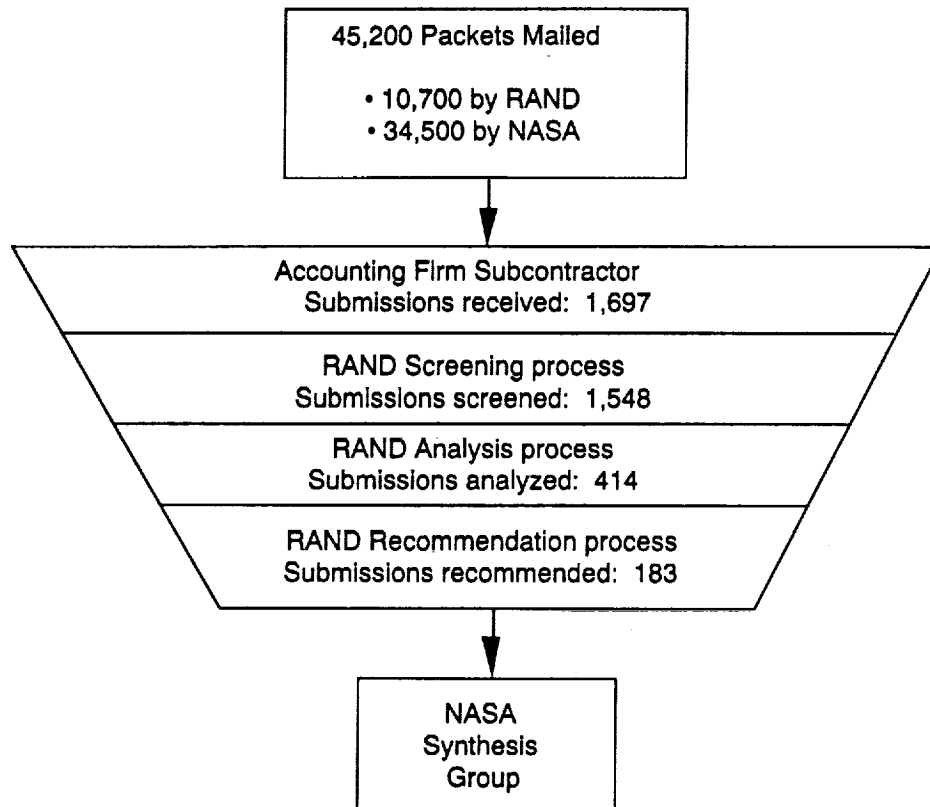 45,200 Packets Mailed
• 10,700 by RAND
• 34,500 by NASA
Accounting Firm Subcontractor
Submissions received: 1,697
RAND Screening process
Submissions screened: 1,548
RAND Analysis process
Submissions analyzed: 414
RAND Recommendation process
Submissions recommended: 183
NASA
Synthesis
Group